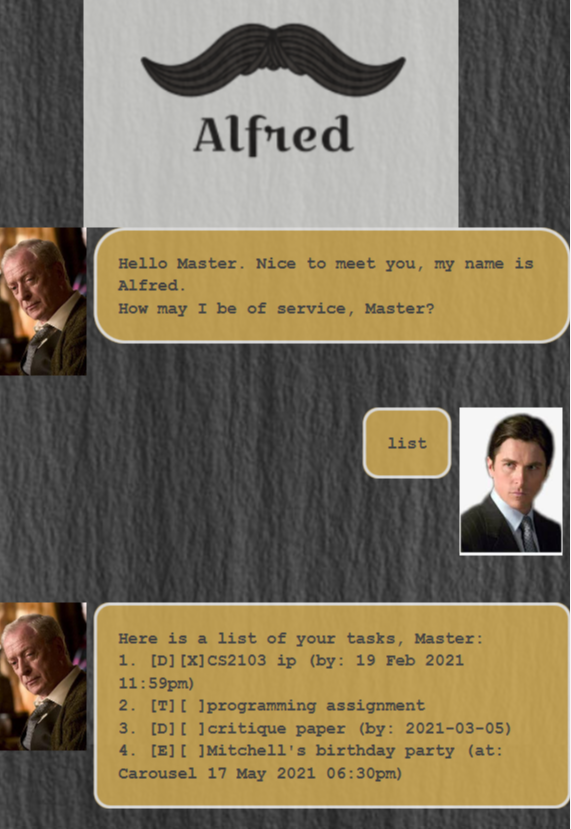 Alfred
Hello Master. Nice to meet you, my name is
Alfred.
How may I be of service, Master?
list
Here is a list of your tasks, Master:
1. [D][X]CS2103 ip (by: 19 Feb 2021
11:59pm)
2. [T][ ]programming assignment
3. [D][ ]critique paper (by: 2021-03-05)
4. [E][ ]Mitchell's birthday party (at:
Carousel 17 May 2021 06:30pm)